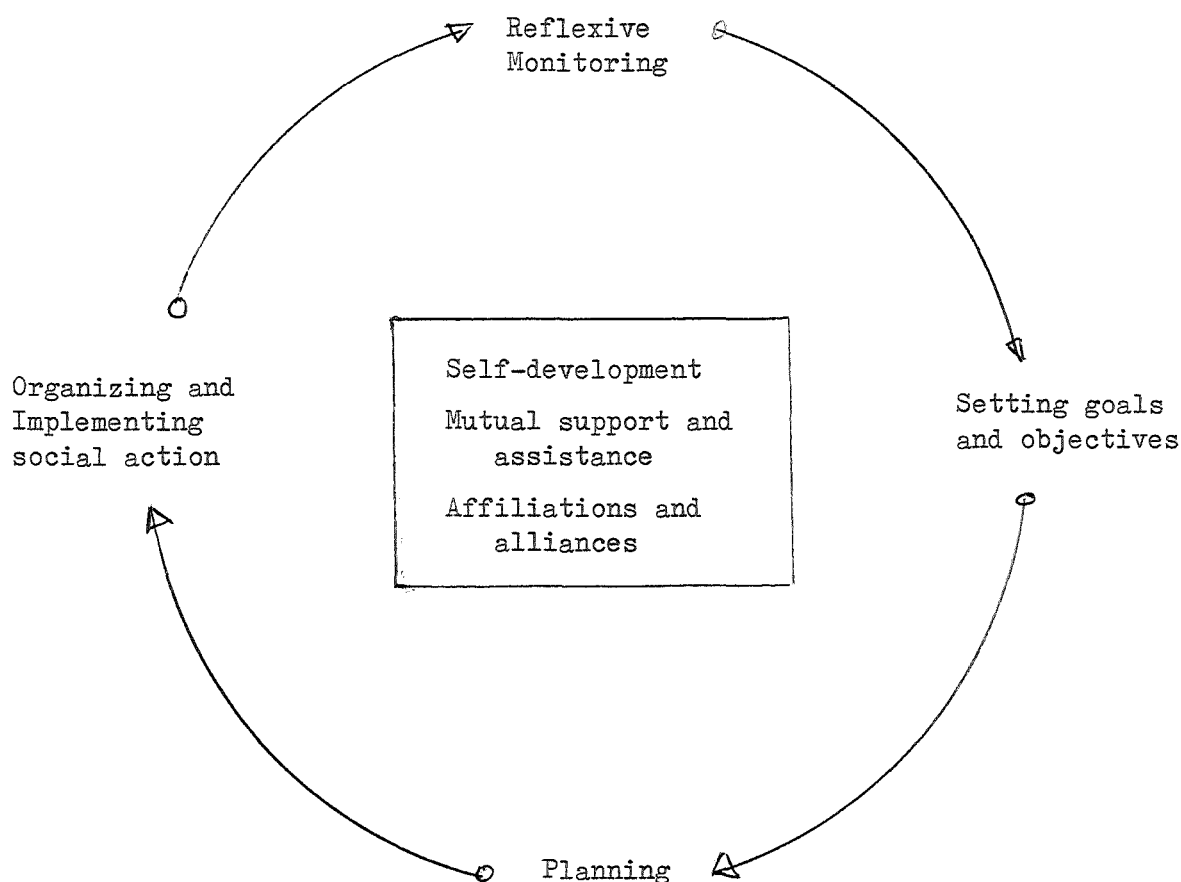 Reflexive
Monitoring
Organizing and
Implementing
social action
Self-development
Mutual support and
assistance
Affiliations and
alliances
Setting goals
and objectives
Planning